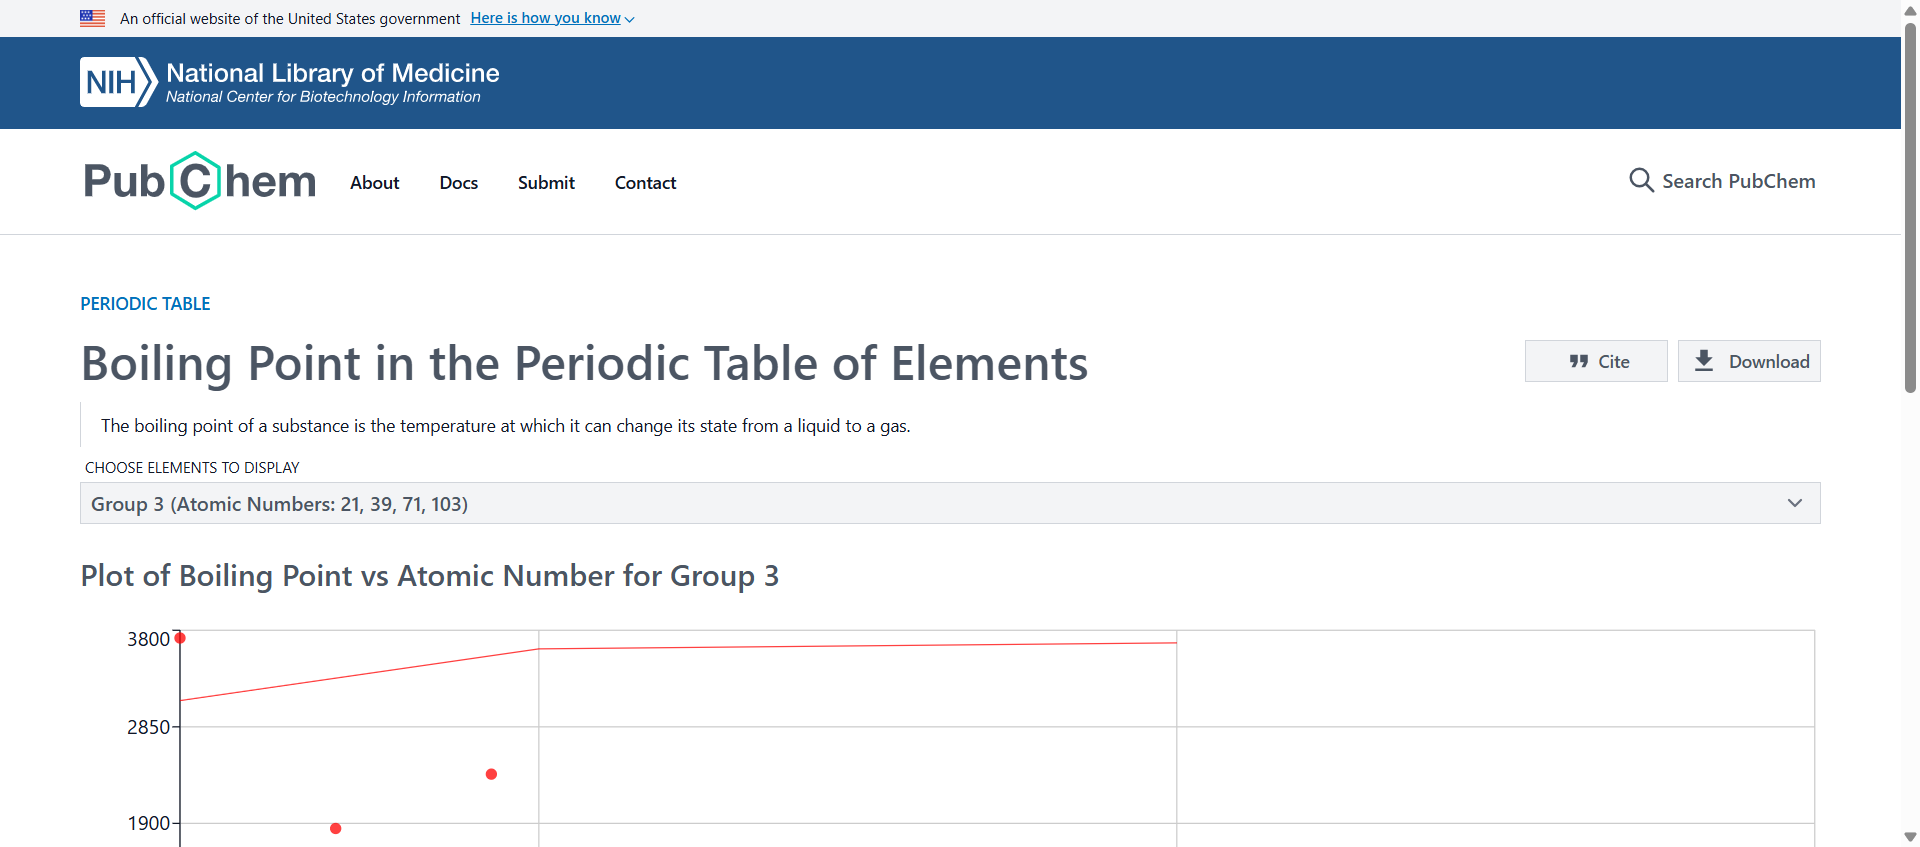 An official website of the United States government Here is how you know
NIH National Library of Medicine
National Center for Biotechnology Information
PubChem About Docs Submit Contact Search PubChem
PERIODIC TABLE
Boiling Point in the Periodic Table of Elements
Cite Download
The boiling point of a substance is the temperature at which it can change its state from a liquid to a gas.
CHOOSE ELEMENTS TO DISPLAY
Group 3 (Atomic Numbers: 21, 39, 71, 103)
Plot of Boiling Point vs Atomic Number for Group 3
3800
2850
1900